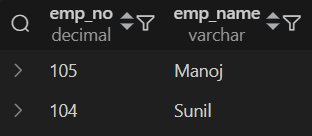 emp_no emp_name
decimal varchar
105 Manoj
104 Sunil